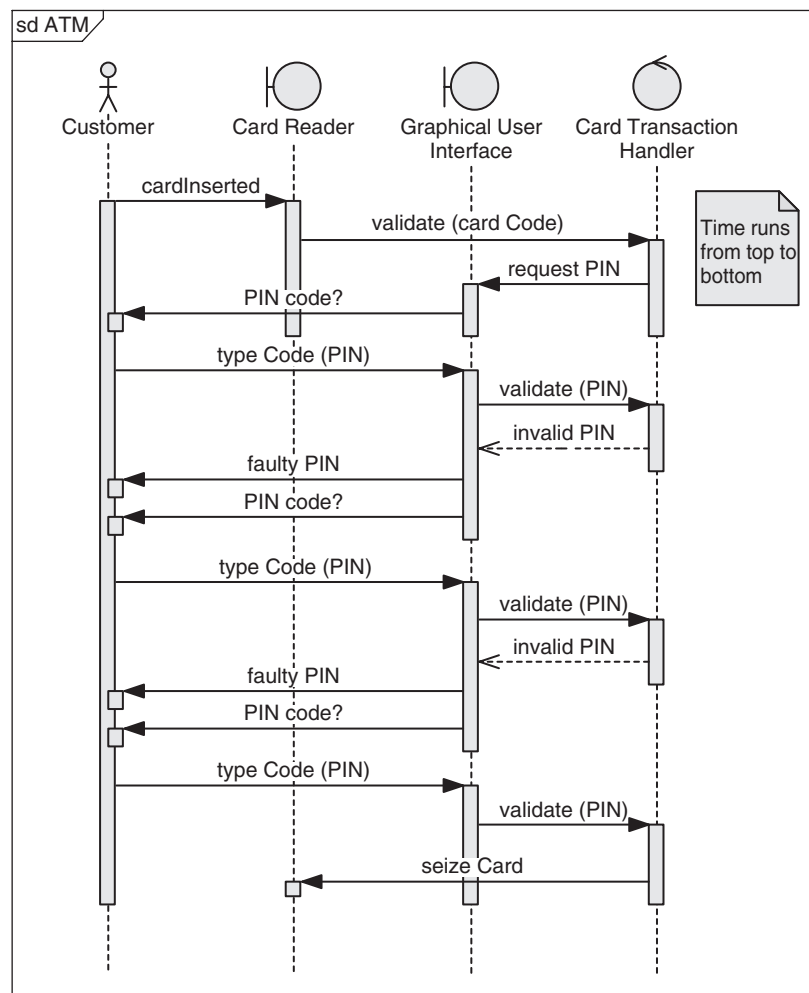 sd ATM
Customer
Card Reader
Graphical User
Interface
Card Transaction
Handler
cardInserted
validate (card Code)
Time runs
from top to
bottom
request PIN
PIN code?
type Code (PIN)
validate (PIN)
invalid PIN
faulty PIN
PIN code?
type Code (PIN)
validate (PIN)
invalid PIN
faulty PIN
PIN code?
type Code (PIN)
validate (PIN)
seize Card